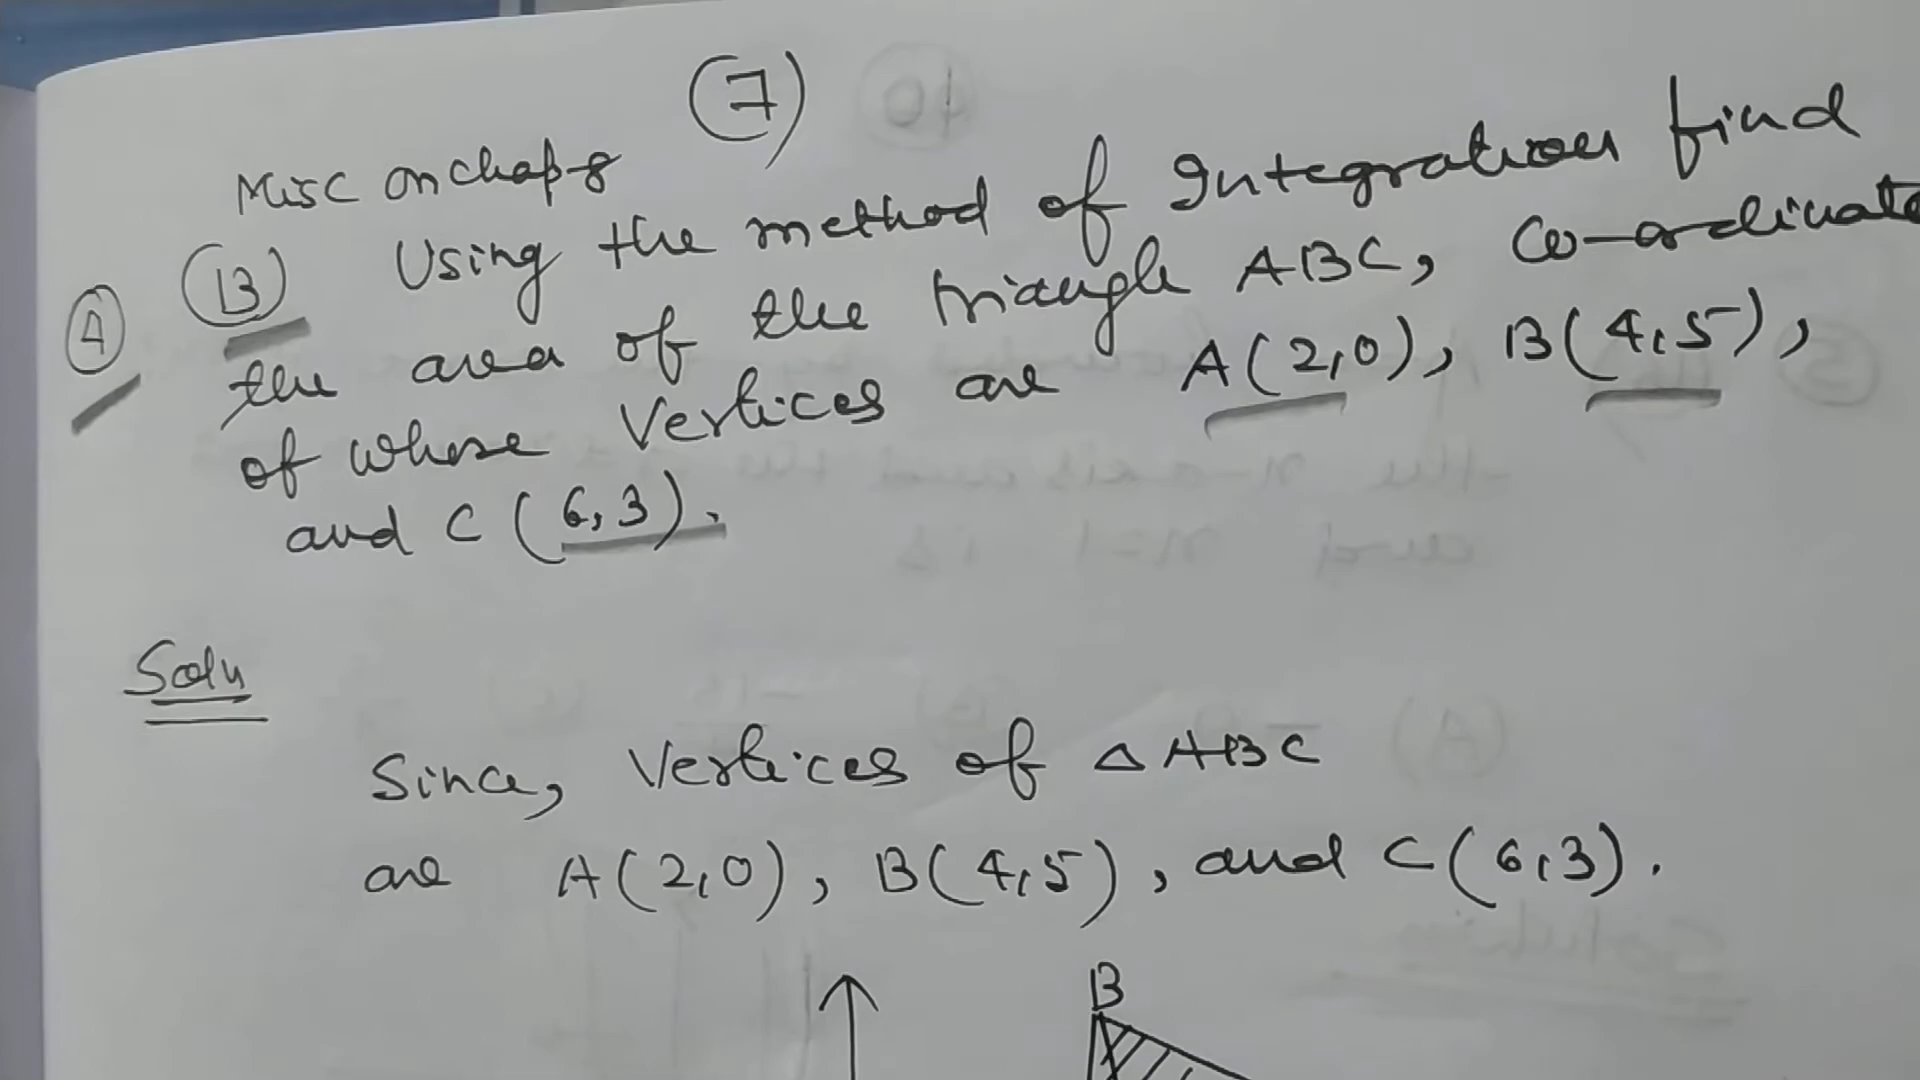 (7)
Misc on chap 8
(4) (13) Using the method of Integration find
the area of the triangle ABC, Co-ordinate
of whose Vertices are A(2,0), B(4,5),
and C (6,3).
Soln
Since, Vertices of △ABC
are A(2,0), B(4,5), and C(6,3).
B